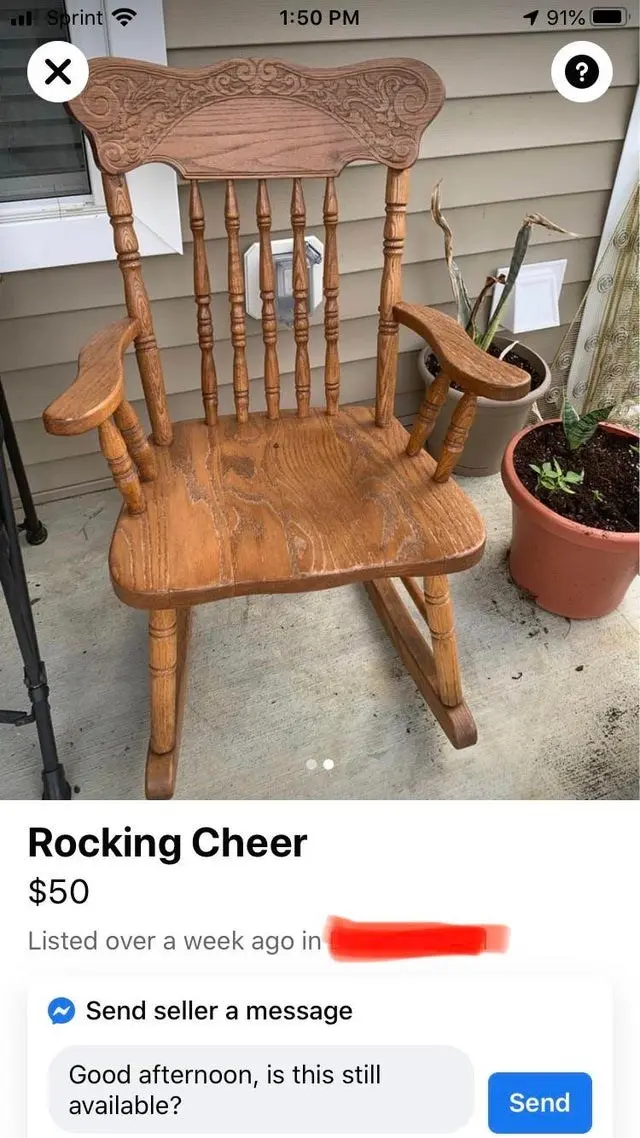 Sprint 1:50 PM 91%
?
Rocking Cheer
$50
Listed over a week ago in
Send seller a message
Good afternoon, is this still
available?
Send